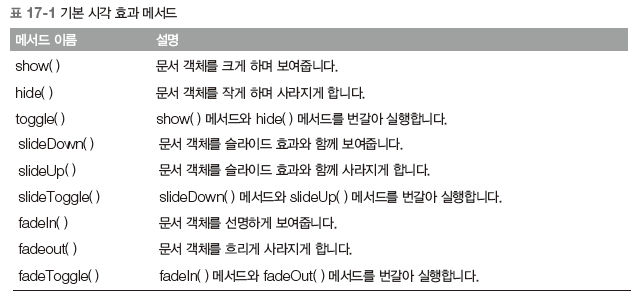 표 17-1 기본 시각 효과 메서드
메서드 이름 설명
show( ) 문서 객체를 크게 하며 보여줍니다.
hide( ) 문서 객체를 작게 하며 사라지게 합니다.
toggle( ) show( ) 메서드와 hide( ) 메서드를 번갈아 실행합니다.
slideDown( ) 문서 객체를 슬라이드 효과와 함께 보여줍니다.
slideUp( ) 문서 객체를 슬라이드 효과와 함께 사라지게 합니다.
slideToggle( ) slideDown( ) 메서드와 slideUp( ) 메서드를 번갈아 실행합니다.
fadeIn( ) 문서 객체를 선명하게 보여줍니다.
fadeout( ) 문서 객체를 흐리게 사라지게 합니다.
fadeToggle( ) fadeIn( ) 메서드와 fadeOut( ) 메서드를 번갈아 실행합니다.